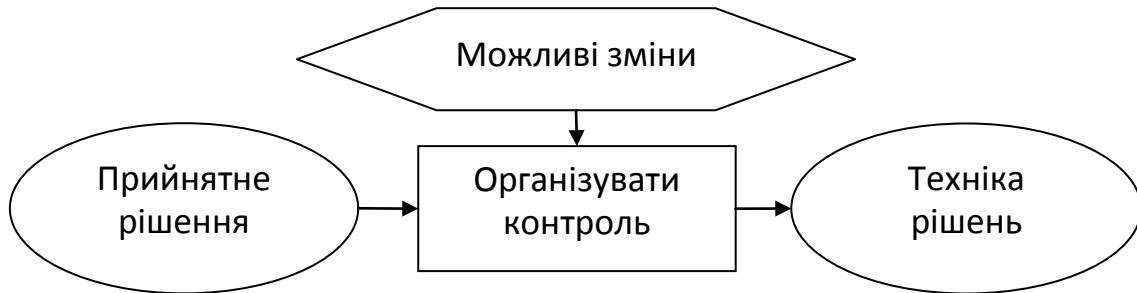 Можливі зміни
Прийнятне
рішення
Організувати
контроль
Техніка
рішень